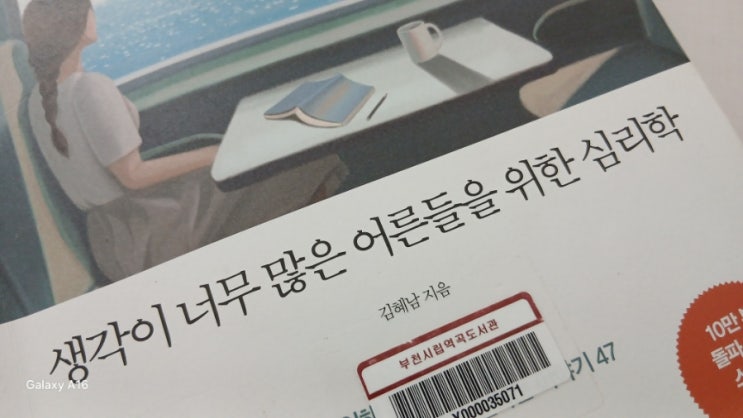 생각이 너무 많은 어른들을 위한 심리학
김혜남 지음
부천시립역곡도서관
X000035071
기 47
10만
돌파
Galaxy A16